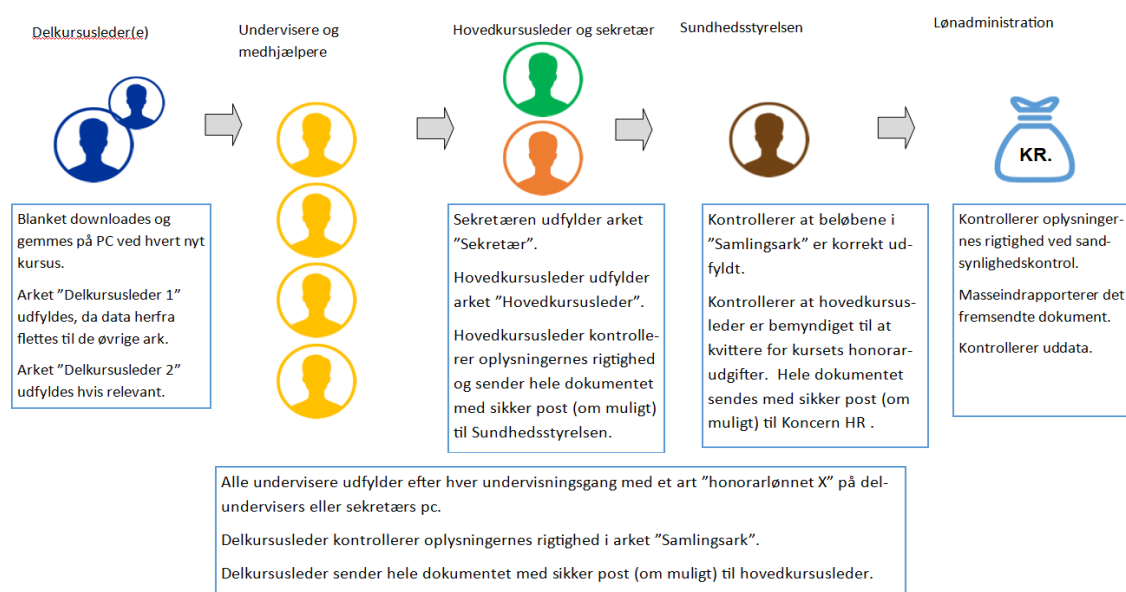 Delkursusleder(e)
Undervisere og
medhjælpere
Hovedkursusleder og sekretær
Sundhedsstyrelsen
Lønadministration
KR.
Blanket downloades og
gemmes på PC ved hvert nyt
kursus.
Arket ”Delkursusleder 1”
udfyldes, da data herfra
flettes til de øvrige ark.
Arket ”Delkursusleder 2”
udfyldes hvis relevant.
Sekretæren udfylder arket
”Sekretær”.
Hovedkursusleder udfylder
arket ”Hovedkursusleder”.
Hovedkursusleder kontrolle-
rer oplysningernes rigtighed
og sender hele dokumentet
med sikker post (om muligt)
til Sundhedsstyrelsen.
Kontrollerer at beløbene i
”Samlingsark” er korrekt ud-
fyldt.
Kontrollerer at hovedkursus-
leder er bemyndiget til at
kvittere for kursets honorar-
udgifter.  Hele dokumentet
sendes med sikker post (om
muligt) til Koncern HR .
Kontrollerer oplysninger-
nes rigtighed ved sand-
synlighedskontrol.
Masseindrapporterer det
fremsendte dokument.
Kontrollerer uddata.
Alle undervisere udfylder efter hver undervisningsgang med et art ”honorarlønnet X” på del-
undervisers eller sekretærs pc.
Delkursusleder kontrollerer oplysningernes rigtighed i arket ”Samlingsark”.
Delkursusleder sender hele dokumentet med sikker post (om muligt) til hovedkursusleder.